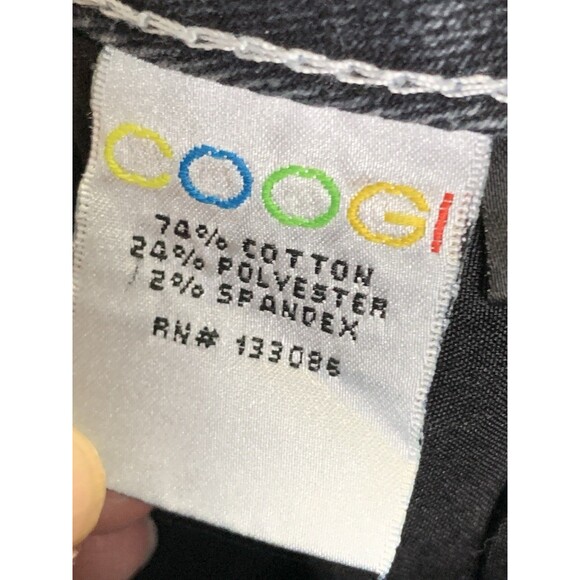 COOGI
74% COTTON
24% POLYESTER
2% SPANDEX
RN# 133086